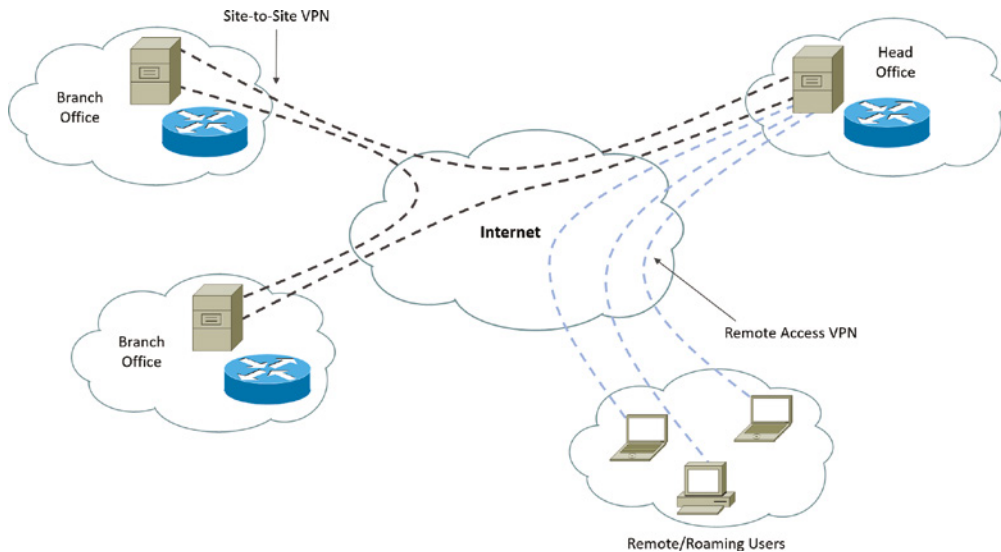 Site-to-Site VPN
Branch
Office
Head
Office
Internet
Branch
Office
Remote Access VPN
Remote/Roaming Users